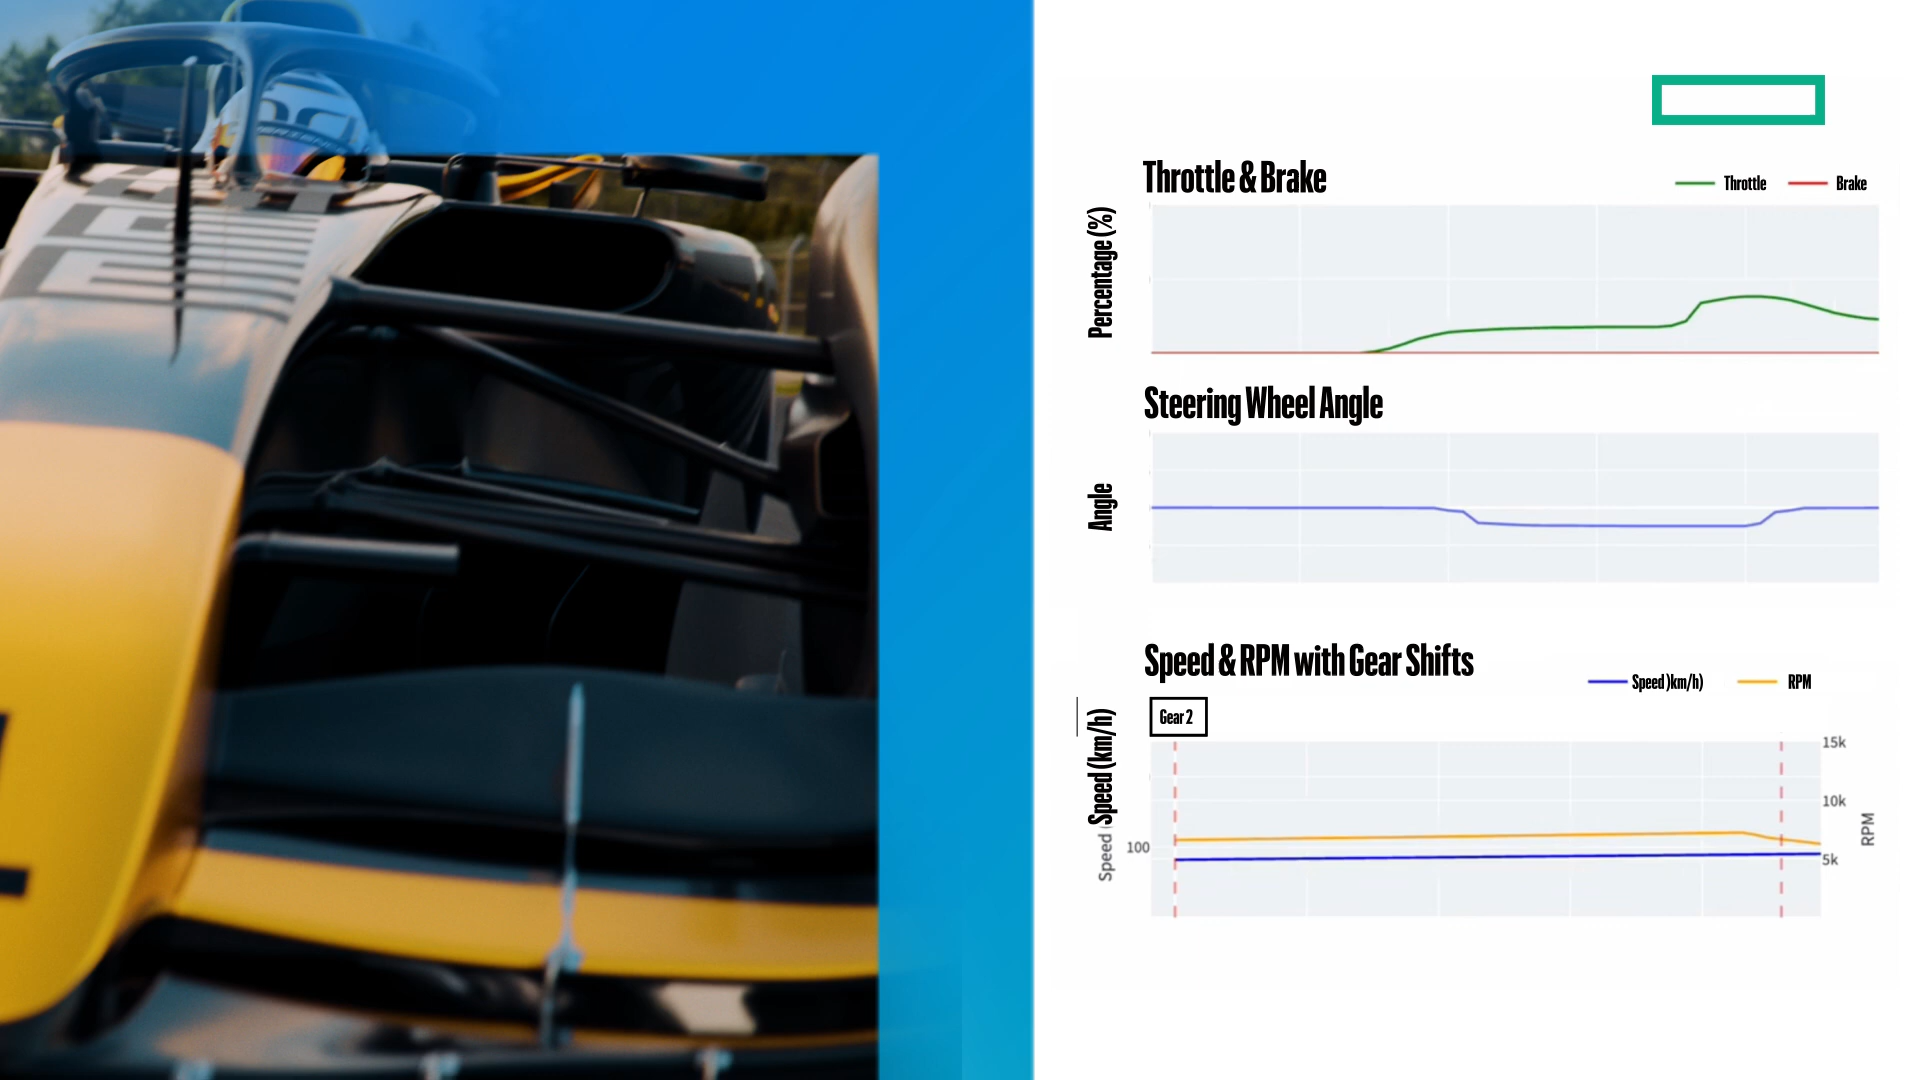 Throttle & Brake
Throttle
Brake
Percentage (%)
Steering Wheel Angle
Angle
Speed & RPM with Gear Shifts
Speed )km/h)
RPM
Gear 2
Speed (km/h)
Speed (
100
15k
10k
5k
RPM